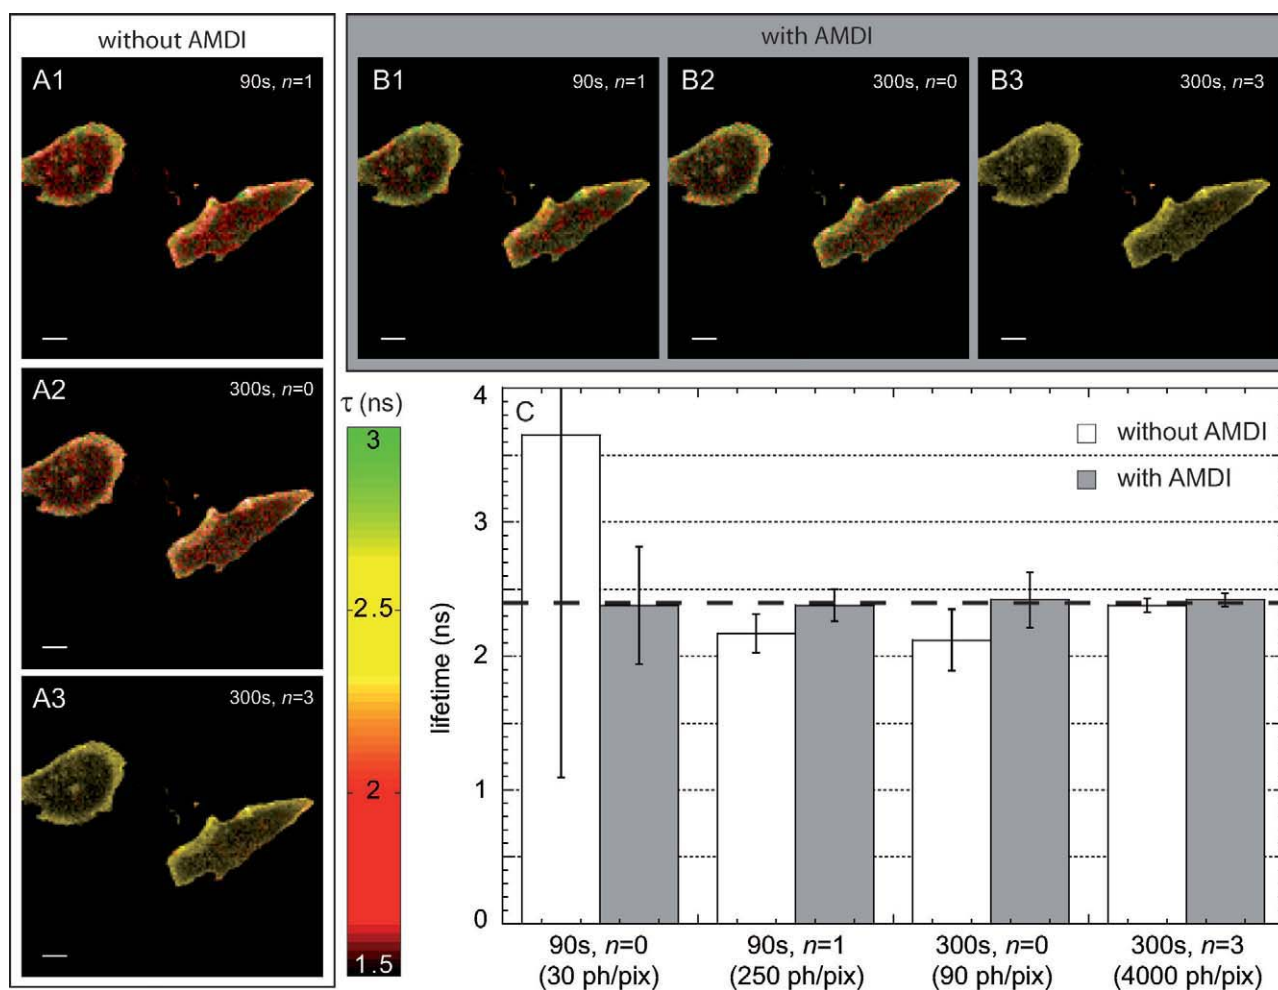 without AMDI
A1
90s, n=1
A2
300s, n=0
A3
300s, n=3
with AMDI
B1
90s, n=1
B2
300s, n=0
B3
300s, n=3
τ (ns)
3
2.5
2
1.5
C
without AMDI
with AMDI
lifetime (ns)
4
3
2
1
0
90s, n=0
(30 ph/pix)
90s, n=1
(250 ph/pix)
300s, n=0
(90 ph/pix)
300s, n=3
(4000 ph/pix)